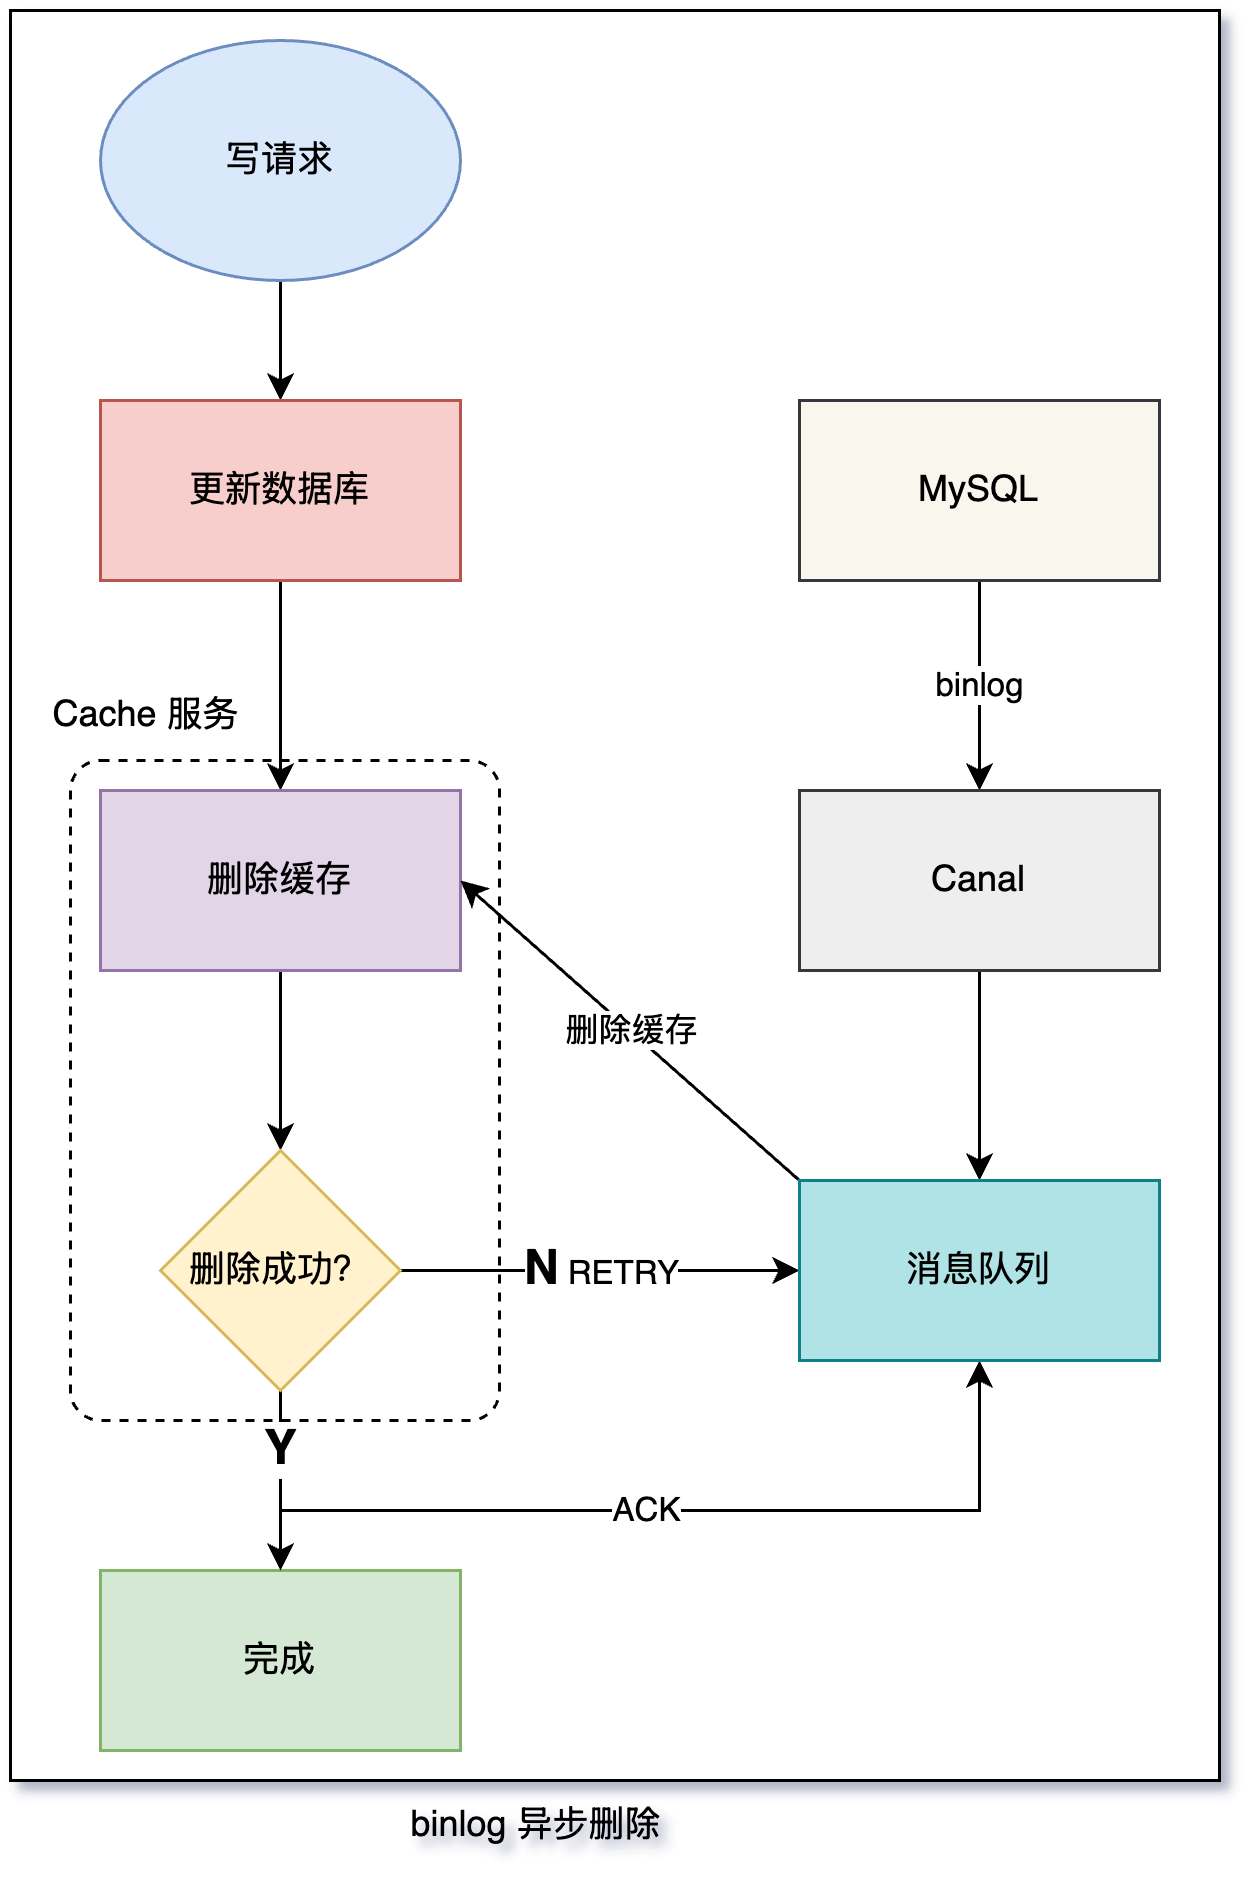 写请求
更新数据库
MySQL
binlog
Cache 服务
删除缓存
Canal
删除缓存
删除成功?
N RETRY
消息队列
Y
ACK
完成
binlog 异步删除